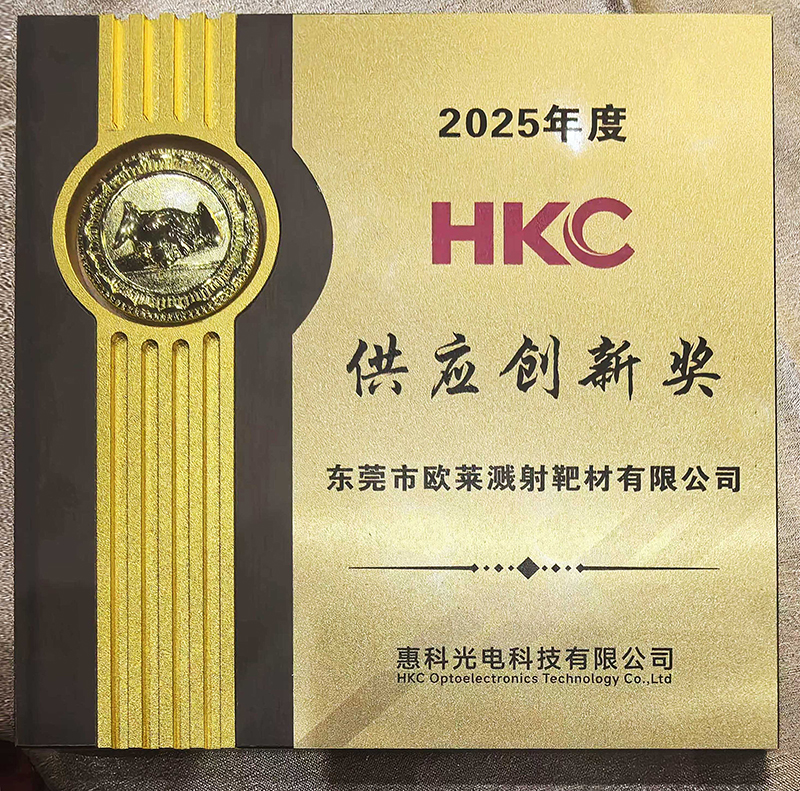 2025年度
HKC
供应创新奖
东莞市欧莱溅射靶材有限公司
惠科光电科技有限公司
HKC Optoelectronics Technology Co.,Ltd